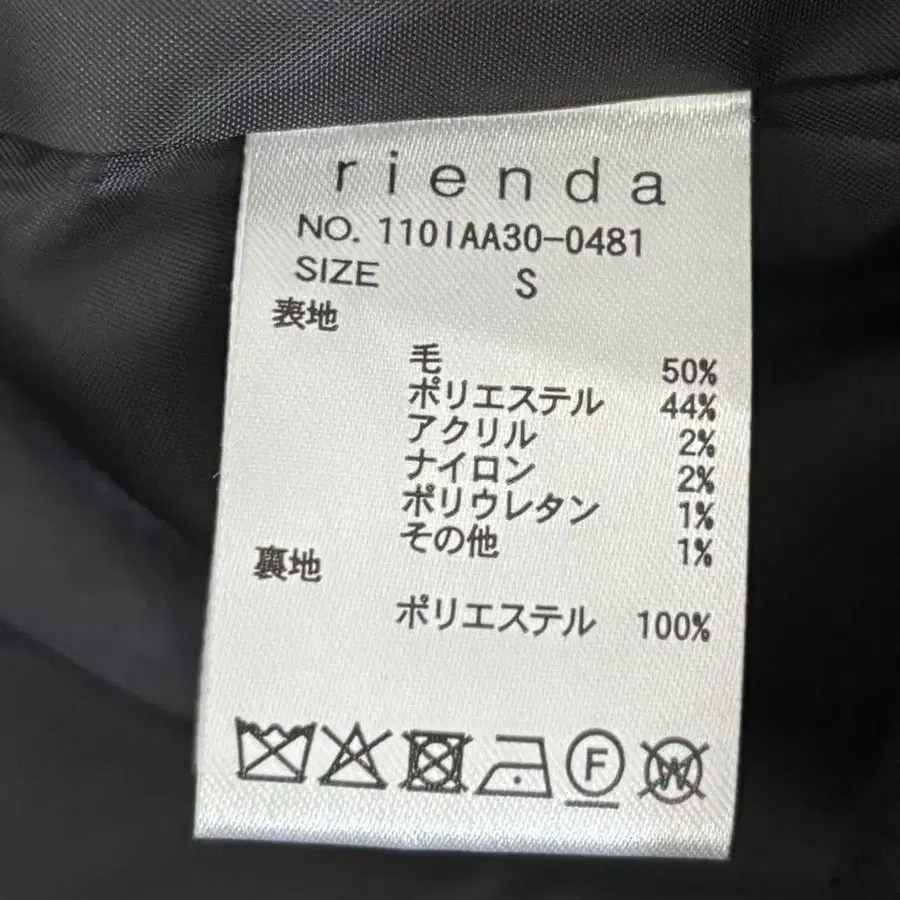 rienda
NO. 110IAA30-0481
SIZE S
表地
毛 50%
ポリエステル 44%
アクリル 2%
ナイロン 2%
ポリウレタン 1%
その他 1%
裏地
ポリエステル 100%
F W